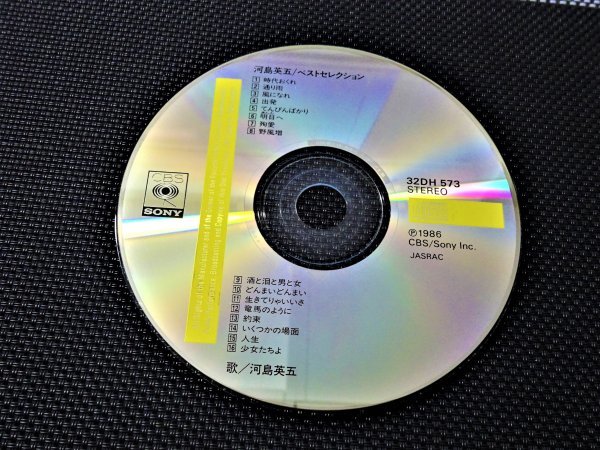 河島英五/ベストセレクション
1 時代おくれ
2 通り雨
3 風になれ
4 出発
5 てんびんばかり
6 明日へ
7 殉愛
8 野風増
CBS
SONY
32DH 573
STEREO
Ⓟ1986
CBS/Sony Inc.
JASRAC
9 酒と泪と男と女
10 どんまいどんまい
11 生きてりゃいいさ
12 竜馬のように
13 約束
14 いくつかの場面
15 人生
16 少女たちよ
歌/河島英五